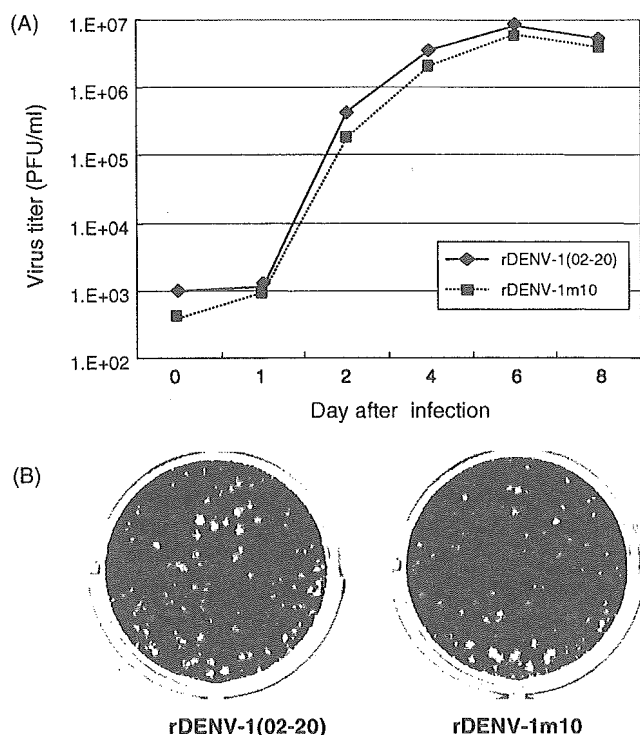 (A)
1.E+07
1.E+06
1.E+05
1.E+04
1.E+03
1.E+02
Virus titer (PFU/ml)
rDENV-1(02-20)
rDENV-1m10
0 1 2 4 6 8
Day after infection
(B)
rDENV-1(02-20) rDENV-1m10